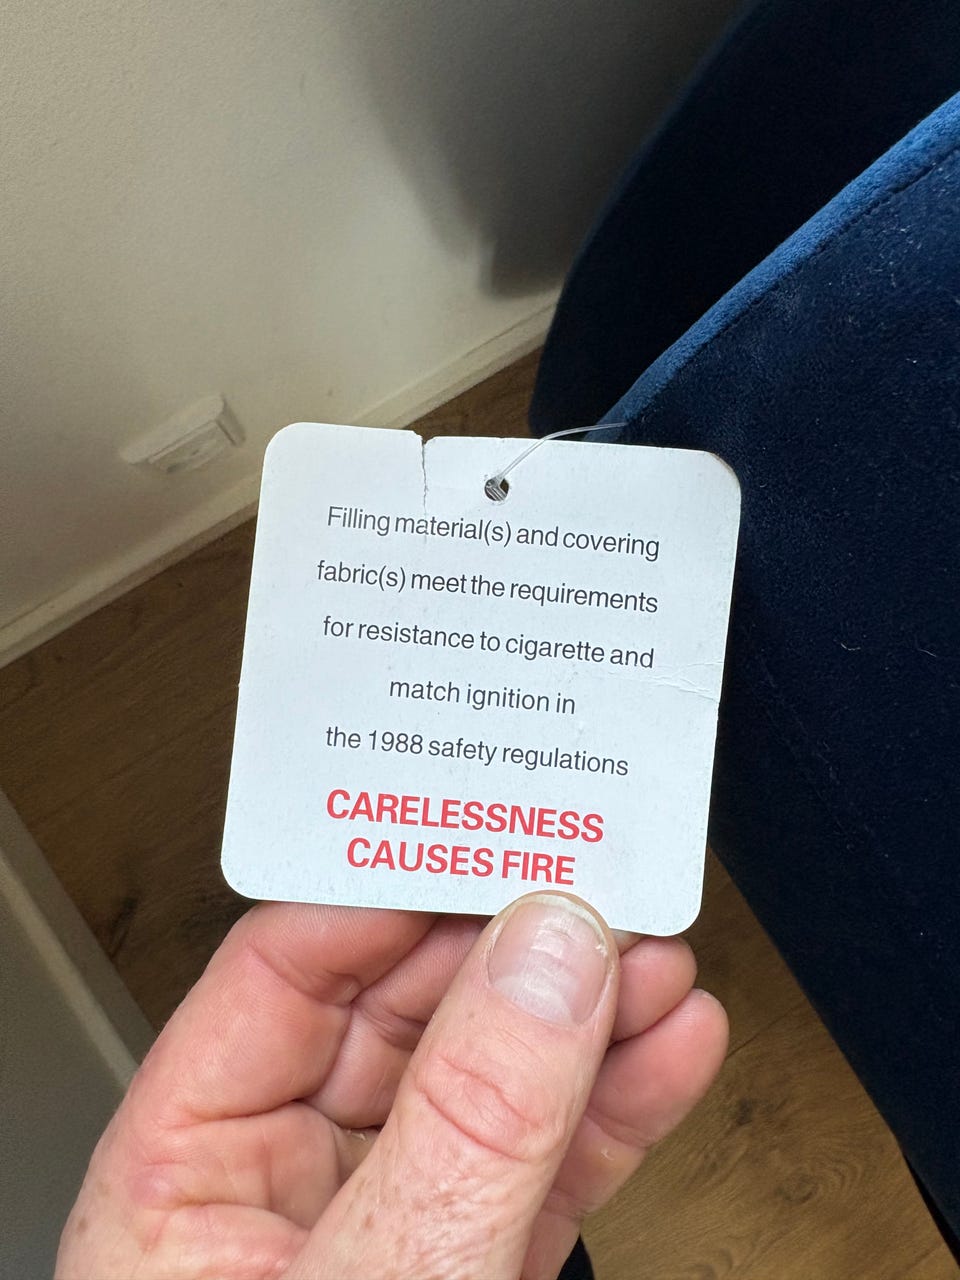 Filling material(s) and covering
fabric(s) meet the requirements
for resistance to cigarette and
match ignition in
the 1988 safety regulations
CARELESSNESS
CAUSES FIRE